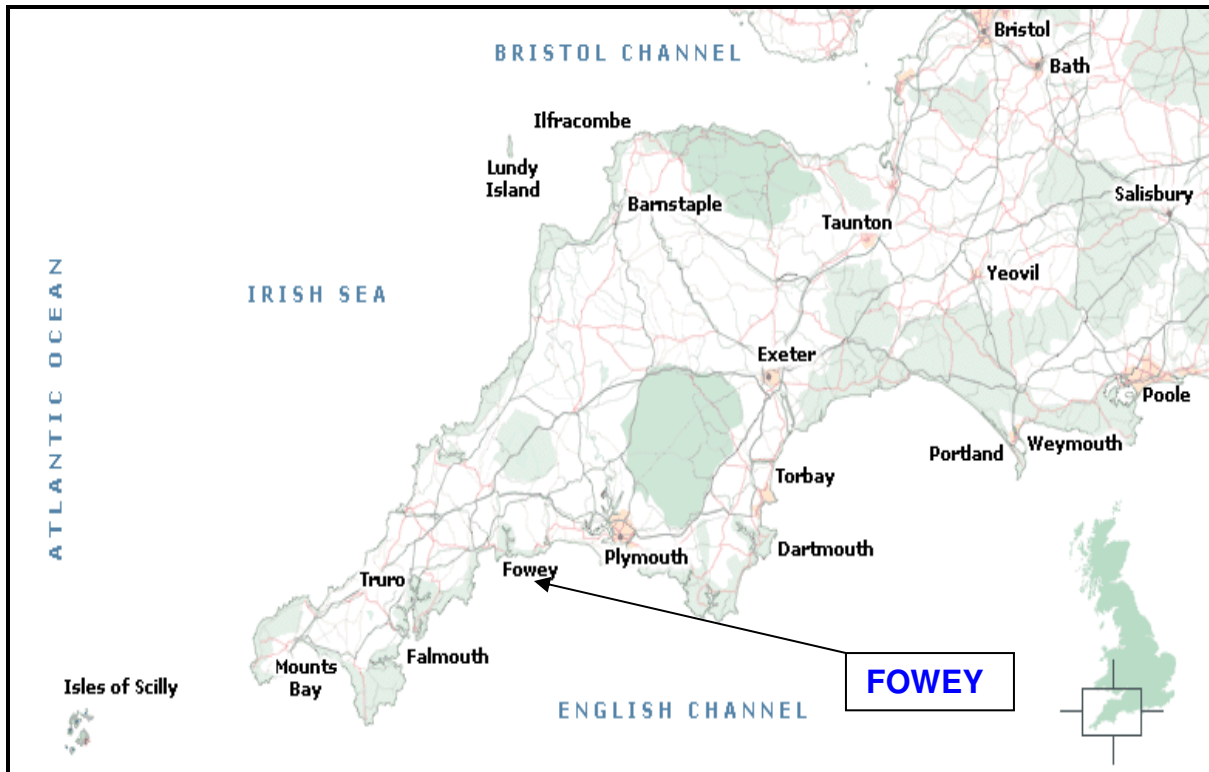 Bristol
BRISTOL CHANNEL
Bath
Ilfracombe
Lundy
Island
Barnstaple
Salisbury
Taunton
ATLANTIC OCEAN
IRISH SEA
Yeovil
Exeter
Poole
Portland
Weymouth
Torbay
Plymouth
Dartmouth
Fowey
Truro
Falmouth
Mounts
Bay
Isles of Scilly
FOWEY
ENGLISH CHANNEL